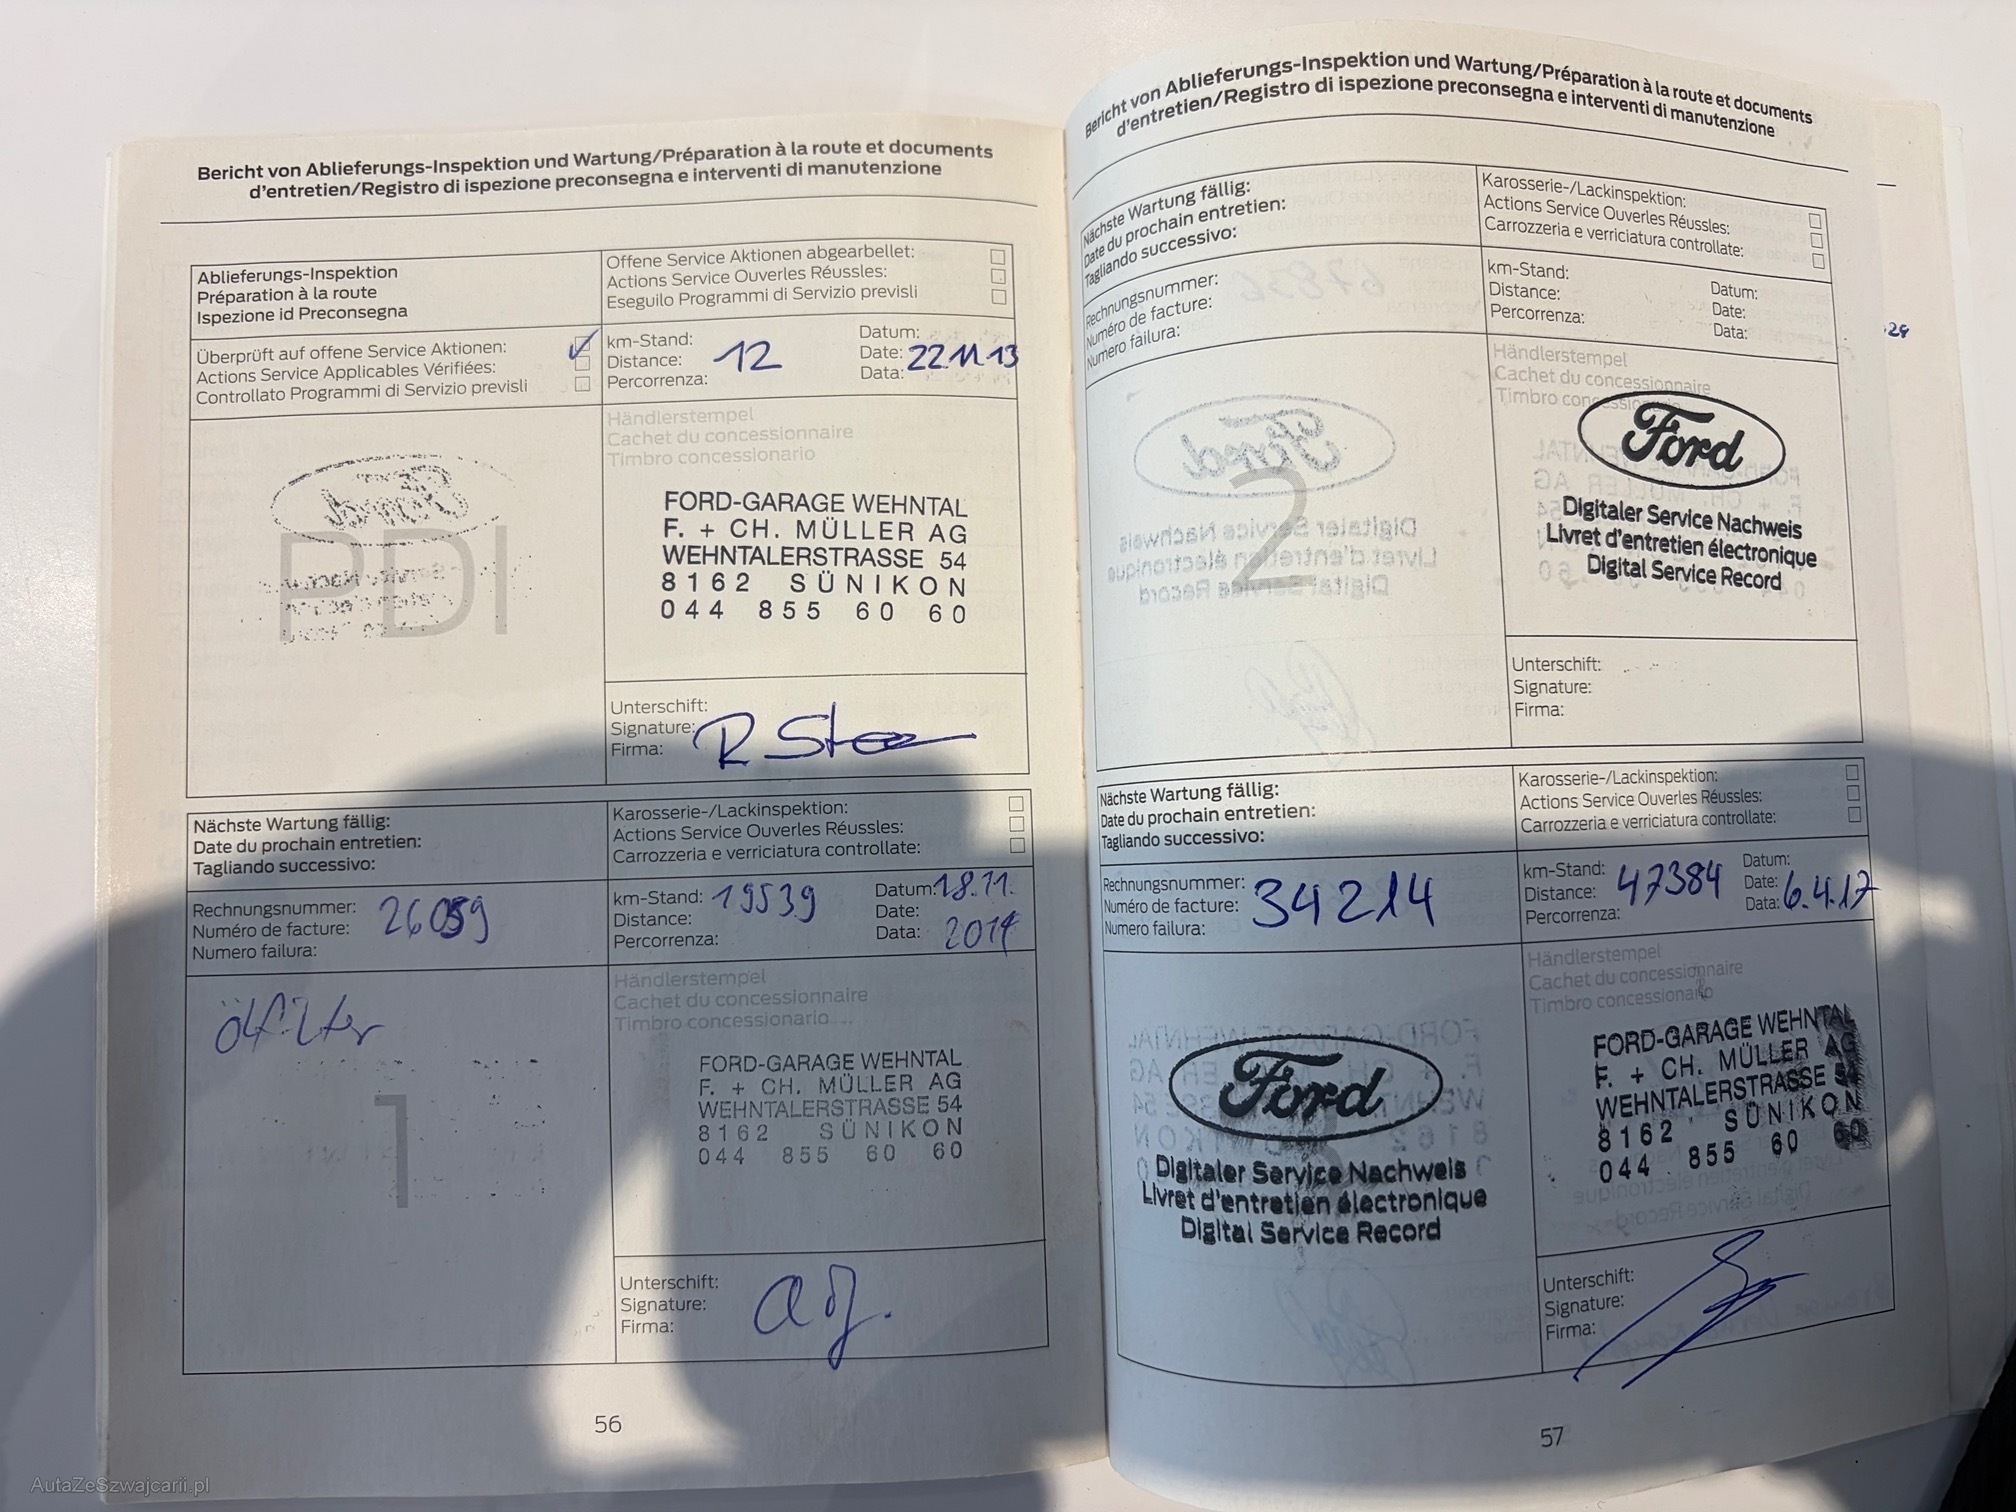 Bericht von Ablieferungs-Inspektion und Wartung/Préparation à la route et documents
d'entretien/Registro di ispezione preconsegna e interventi di manutenzione
Ablieferungs-Inspektion
Préparation à la route
Ispezione id Preconsegna
Offene Service Aktionen abgearbellet:
Actions Service Ouverles Réussles:
Eseguilo Programmi di Servizio previsli
Überprüft auf offene Service Aktionen:
Actions Service Applicables Vérifiées:
Controllato Programmi di Servizio previsli
km-Stand:
Distance: 12
Percorrenza:
Datum:
Date: 22.11.13
Data:
PDI
Händlerstempel
Cachet du concessionnaire
Timbro concessionario
FORD-GARAGE WEHNTAL
F. + CH. MÜLLER AG
WEHNTALERSTRASSE 54
8162 SÜNIKON
044 855 60 60
Unterschift:
Signature:
Firma:
Nächste Wartung fällig:
Date du prochain entretien:
Tagliando successivo:
Karosserie-/Lackinspektion:
Actions Service Ouverles Réussles:
Carrozzeria e verriciatura controllate:
Rechnungsnummer: 26059
Numéro de facture:
Numero failura:
km-Stand: 19539
Distance:
Percorrenza:
Datum: 18.11.
Date:
Data: 2014
Ölfilter
1
Händlerstempel
Cachet du concessionnaire
Timbro concessionario
FORD-GARAGE WEHNTAL
F. + CH. MÜLLER AG
WEHNTALERSTRASSE 54
8162 SÜNIKON
044 855 60 60
Unterschift:
Signature:
Firma:
56
Bericht von Ablieferungs-Inspektion und Wartung/Préparation à la route et documents
d'entretien/Registro di ispezione preconsegna e interventi di manutenzione
Nächste Wartung fällig:
Date du prochain entretien:
Tagliando successivo:
Karosserie-/Lackinspektion:
Actions Service Ouverles Réussles:
Carrozzeria e verriciatura controllate:
Rechnungsnummer:
Numéro de facture:
Numero failura:
km-Stand:
Distance:
Percorrenza:
Datum:
Date:
Data:
2
Händlerstempel
Cachet du concessionnaire
Timbro concessionario
Ford
Digitaler Service Nachweis
Livret d'entretien électronique
Digital Service Record
Unterschift:
Signature:
Firma:
Nächste Wartung fällig:
Date du prochain entretien:
Tagliando successivo:
Karosserie-/Lackinspektion:
Actions Service Ouverles Réussles:
Carrozzeria e verriciatura controllate:
Rechnungsnummer: 34214
Numéro de facture:
Numero failura:
km-Stand: 47384
Distance:
Percorrenza:
Datum:
Date: 6.4.17
Data:
3
Ford
Digitaler Service Nachweis
Livret d'entretien électronique
Digital Service Record
Händlerstempel
Cachet du concessionnaire
Timbro concessionario
FORD-GARAGE WEHNTAL
F. + CH. MÜLLER AG
WEHNTALERSTRASSE 54
8162 SÜNIKON
044 855 60 60
Unterschift:
Signature:
Firma:
57
AutaZeSzwajcarii.pl